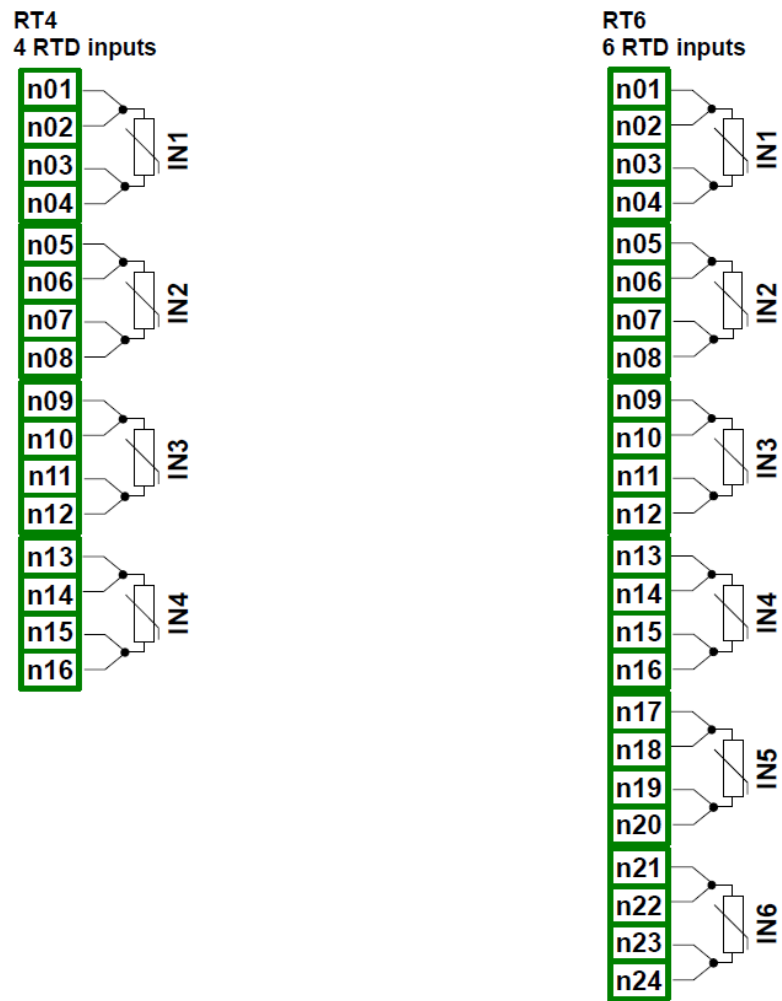 RT4
4 RTD inputs
n01
n02
n03
n04
IN1
n05
n06
n07
n08
IN2
n09
n10
n11
n12
IN3
n13
n14
n15
n16
IN4
RT6
6 RTD inputs
n01
n02
n03
n04
IN1
n05
n06
n07
n08
IN2
n09
n10
n11
n12
IN3
n13
n14
n15
n16
IN4
n17
n18
n19
n20
IN5
n21
n22
n23
n24
IN6